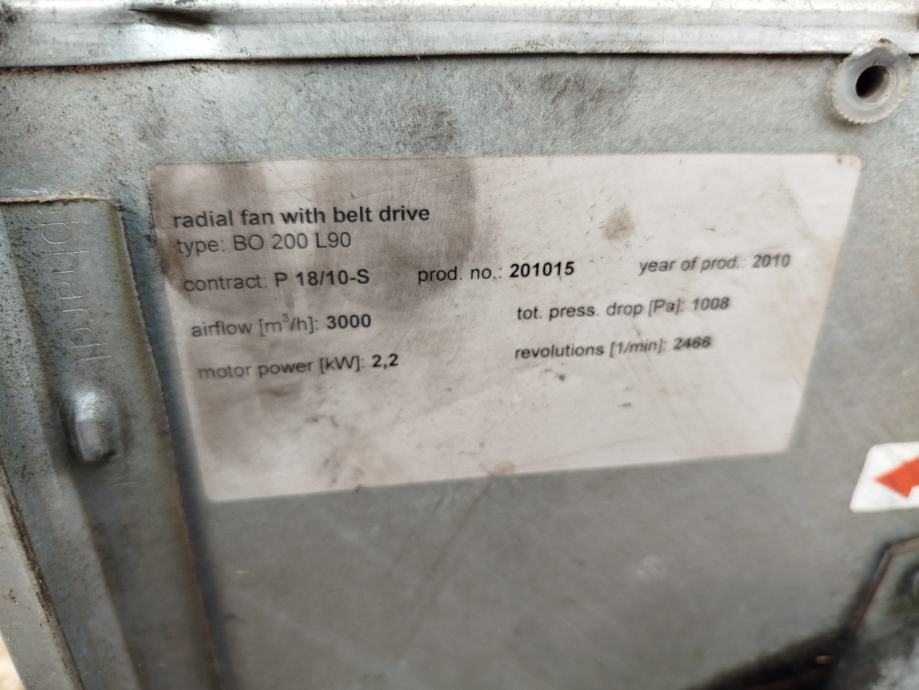 radial fan with belt drive
type: BO 200 L90
contract: P 18/10-S prod. no.: 201015 year of prod.: 2010
airflow [m³/h]: 3000 tot. press. drop [Pa]: 1008
motor power [kW]: 2,2 revolutions [1/min]: 2466